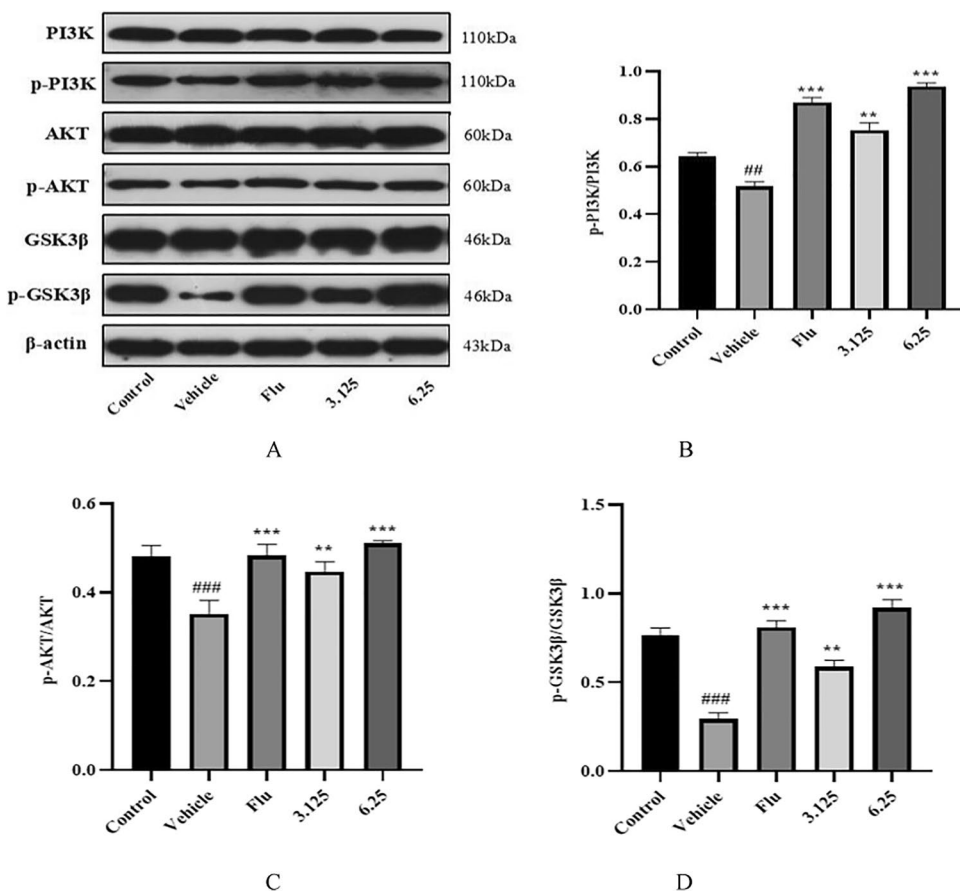 PI3K 110kDa
p-PI3K 110kDa
AKT 60kDa
p-AKT 60kDa
GSK3β 46kDa
p-GSK3β 46kDa
β-actin 43kDa
Control Vehicle Flu 3.125 6.25
A
p-PI3K/PI3K
1.0
0.8
0.6
0.4
0.2
0.0
## *** ** ***
Control Vehicle Flu 3.125 6.25
B
p-AKT/AKT
0.6
0.4
0.2
0.0
### *** ** ***
Control Vehicle Flu 3.125 6.25
C
p-GSK3β/GSK3β
1.5
1.0
0.5
0.0
### *** ** ***
Control Vehicle Flu 3.125 6.25
D